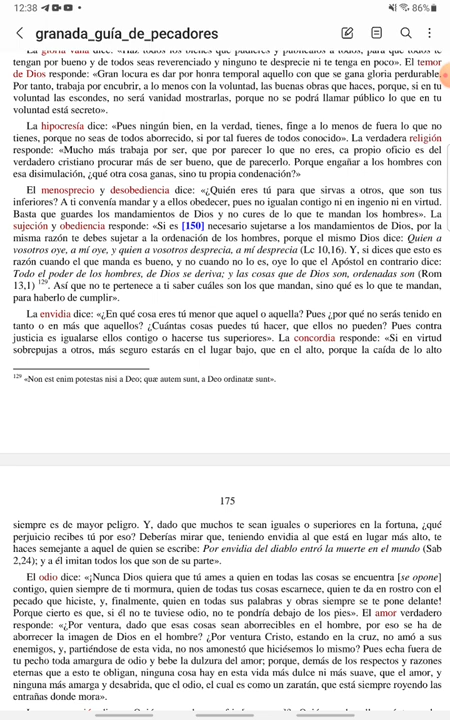 12:38
86%
granada_guía_de_pecadores
La gloria vana dice: «Haz todos los bienes que pudieres y publícalos a todos, para que todos te
tengan por bueno y de todos seas reverenciado y ninguno te desprecie ni te tenga en poco». El temor
de Dios responde: «Gran locura es dar por honra temporal aquello con que se gana gloria perdurable.
Por tanto, trabaja por encubrir, a lo menos con la voluntad, las buenas obras que haces, porque, si en tu
voluntad las escondes, no será vanidad mostrarlas, porque no se podrá llamar público lo que en tu
voluntad está secreto».
La hipocresía dice: «Pues ningún bien, en la verdad, tienes, finge a lo menos de fuera lo que no
tienes, porque no seas de todos aborrecido, si por tal fueres de todos conocido». La verdadera religión
responde: «Mucho más trabaja por ser, que por parecer lo que no eres, ca propio oficio es del
verdadero cristiano procurar más de ser bueno, que de parecerlo. Porque engañar a los hombres con
esa disimulación, ¿qué otra cosa ganas, sino tu propia condenación?»
El menosprecio y desobediencia dice: «¿Quién eres tú para que sirvas a otros, que son tus
inferiores? A ti convenía mandar y a ellos obedecer, pues no igualan contigo ni en ingenio ni en virtud.
Basta que guardes los mandamientos de Dios y no cures de lo que te mandan los hombres». La
sujeción y obediencia responde: «Si es [150] necesario sujetarse a los mandamientos de Dios, por la
misma razón te debes sujetar a la ordenación de los hombres, porque el mismo Dios dice: Quien a
vosotros oye, a mí oye, y quien a vosotros desprecia, a mí desprecia (Lc 10,16). Y, si dices que esto es
razón cuando el que manda es bueno, y no cuando no lo es, oye lo que el Apóstol en contrario dice:
Todo el poder de los hombres, de Dios se deriva; y las cosas que de Dios son, ordenadas son (Rom
13,1) 129. Así que no te pertenece a ti saber cuáles son los que mandan, sino qué es lo que te mandan,
para haberlo de cumplir».
La envidia dice: «¿En qué cosa eres tú menor que aquel o aquella? Pues ¿por qué no serás tenido en
tanto o en más que aquellos? ¿Cuántas cosas puedes tú hacer, que ellos no pueden? Pues contra
justicia es igualarse ellos contigo o hacerse tus superiores». La concordia responde: «Si en virtud
sobrepujas a otros, más seguro estarás en el lugar bajo, que en el alto, porque la caída de lo alto
129 «Non est enim potestas nisi a Deo; quæ autem sunt, a Deo ordinatæ sunt».
175
siempre es de mayor peligro. Y, dado que muchos te sean iguales o superiores en la fortuna, ¿qué
perjuicio recibes tú por eso? Deberías mirar que, teniendo envidia al que está en lugar más alto, te
haces semejante a aquel de quien se escribe: Por envidia del diablo entró la muerte en el mundo (Sab
2,24); y a él imitan todos los que son de su parte».
El odio dice: «¡Nunca Dios quiera que tú ames a quien en todas las cosas se encuentra [se opone]
contigo, quien siempre de ti murmura, quien de todas tus cosas escarnece, quien te da en rostro con el
pecado que hiciste, y, finalmente, quien en todas sus palabras y obras siempre se te pone delante!
Porque cierto es que, si él no te tuviese odio, no te pondría debajo de los pies». El amor verdadero
responde: «¿Por ventura, dado que esas cosas sean aborrecibles en el hombre, por eso se ha de
aborrecer la imagen de Dios en el hombre? ¿Por ventura Cristo, estando en la cruz, no amó a sus
enemigos, y, partiéndose de esta vida, no nos amonestó que hiciésemos lo mismo? Pues echa fuera de
tu pecho toda amargura de odio y bebe la dulzura del amor; porque, demás de los respectos y razones
eternas que a esto te obligan, ninguna cosa hay en esta vida más dulce ni más suave, que el amor, y
ninguna más amarga y desabrida, que el odio, el cual es como un zaratán, que está siempre royendo las
entrañas donde mora».